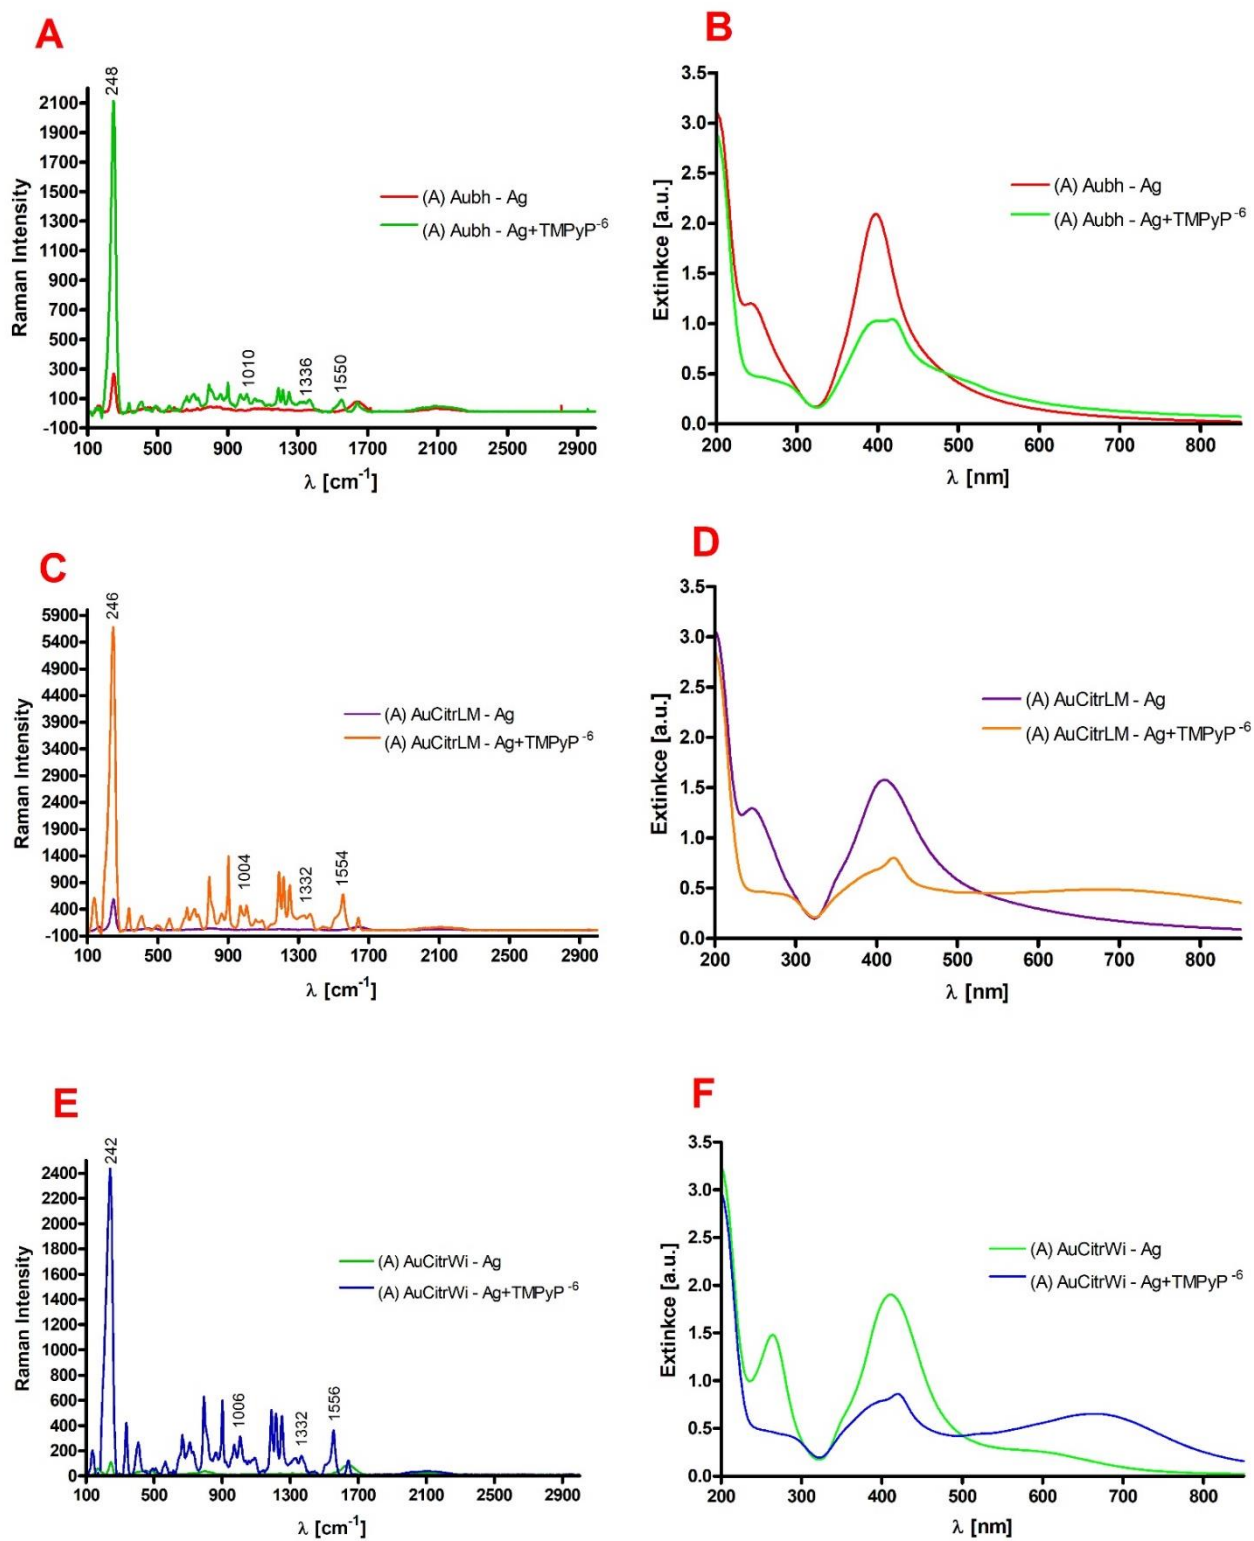 A
248
2100
1900
1700
1500
1300
1100
900
700
500
300
100
-100
Raman Intensity
(A) Aubh - Ag
(A) Aubh - Ag+TMPyP-6
1010
1336
1550
100 500 900 1300 1700 2100 2500 2900
λ [cm-1]
B
3.5
3.0
2.5
2.0
1.5
1.0
0.5
0.0
Extinkce [a.u.]
(A) Aubh - Ag
(A) Aubh - Ag+TMPyP-6
200 300 400 500 600 700 800
λ [nm]
C
246
5900
5400
4900
4400
3900
3400
2900
2400
1900
1400
900
400
-100
Raman Intensity
(A) AuCitrLM - Ag
(A) AuCitrLM - Ag+TMPyP-6
1004
1332
1554
100 500 900 1300 1700 2100 2500 2900
λ [cm-1]
D
3.5
3.0
2.5
2.0
1.5
1.0
0.5
0.0
Extinkce [a.u.]
(A) AuCitrLM - Ag
(A) AuCitrLM - Ag+TMPyP-6
200 300 400 500 600 700 800
λ [nm]
E
242
2400
2200
2000
1800
1600
1400
1200
1000
800
600
400
200
0
Raman Intensity
(A) AuCitrWi - Ag
(A) AuCitrWi - Ag+TMPyP-6
1006
1332
1556
100 500 900 1300 1700 2100 2500 2900
λ [cm-1]
F
3.5
3.0
2.5
2.0
1.5
1.0
0.5
0.0
Extinkce [a.u.]
(A) AuCitrWi - Ag
(A) AuCitrWi - Ag+TMPyP-6
200 300 400 500 600 700 800
λ [nm]